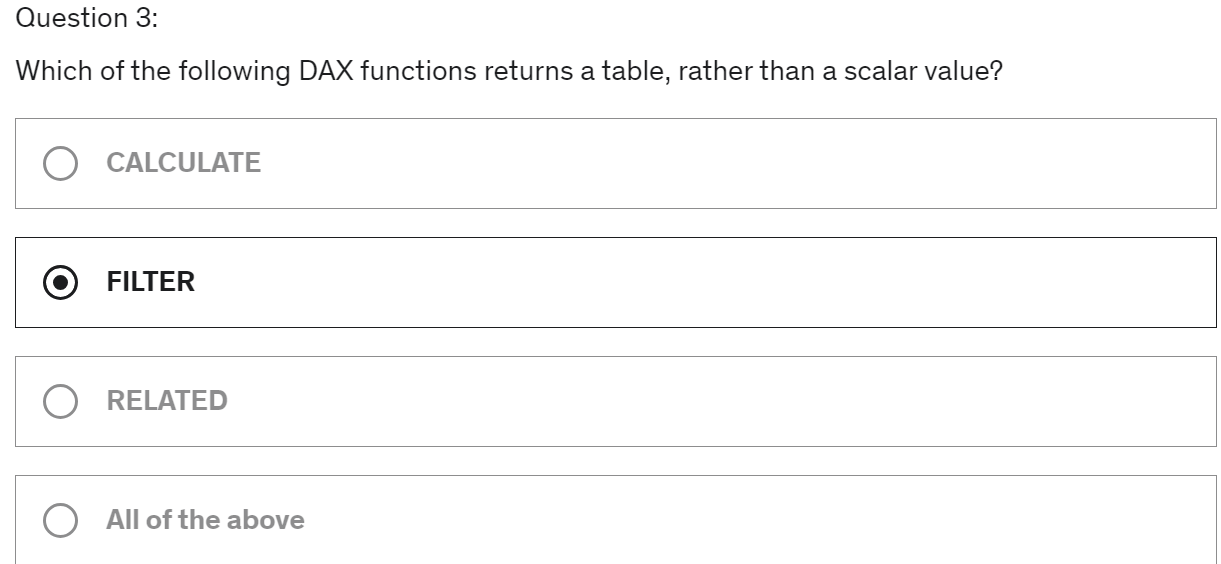 Question 3:
Which of the following DAX functions returns a table, rather than a scalar value?
CALCULATE
FILTER
RELATED
All of the above